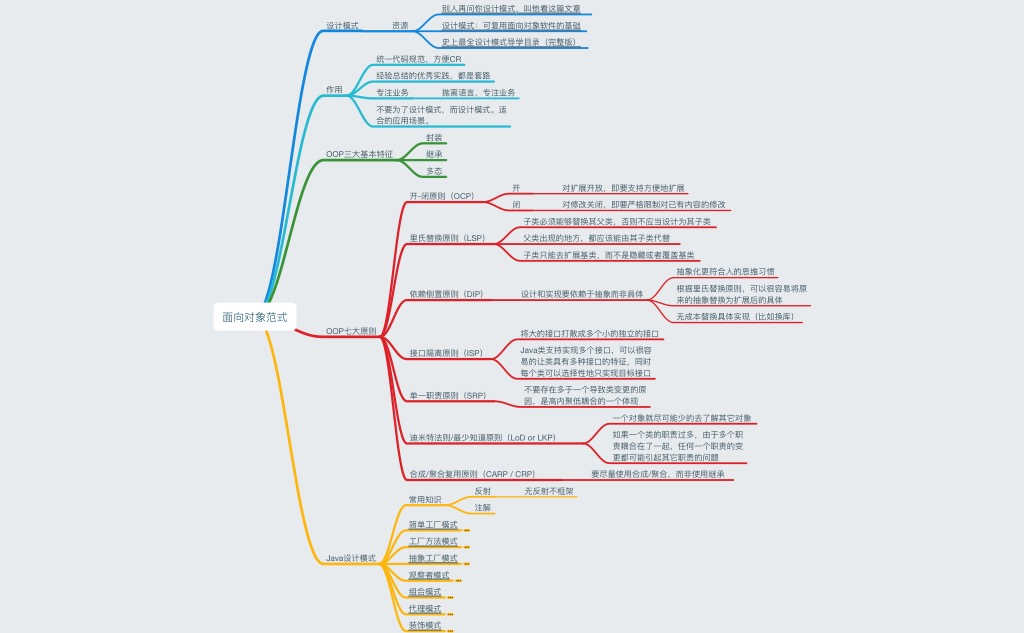 面向对象范式
设计模式
资源
别人再问你设计模式、叫他看这篇文章
设计模式：可复用面向对象软件的基础
史上最全设计模式导学目录（完整版）
作用
统一代码规范，方便CR
经验总结的优秀实践，都是套路
专注业务
抛离语言，专注业务
不要为了设计模式，而设计模式。适
合的应用场景。
OOP三大基本特征
封装
继承
多态
OOP七大原则
开-闭原则（OCP）
开
对扩展开放，即要支持方便地扩展
闭
对修改关闭，即要严格限制对已有内容的修改
里氏替换原则（LSP）
子类必须能够替换其父类，否则不应当设计为其子类
父类出现的地方、都应该能由其子类代替
子类只能去扩展基类，而不是隐藏或者覆盖基类
依赖倒置原则（DIP）
设计和实现要依赖于抽象而非具体
抽象化更符合人的思维习惯
根据里氏替换原则，可以很容易将原
来的抽象替换为扩展后的具体
无成本替换具体实现（比如换库）
接口隔离原则（ISP）
将大的接口打散成多个小的独立的接口
Java类支持实现多个接口，可以很容
易的让类具有多种接口的特征，同时
每个类可以选择性地只实现目标接口
单一职责原则（SRP）
不要存在多于一个导致类变更的原
因，是高内聚低耦合的一个体现
迪米特法则/最少知道原则（LoD or LKP）
一个对象就尽可能少的去了解其它对象
如果一个类的职责过多，由于多个职
责耦合在了一起，任何一个职责的变
更都可能引起其它职责的问题
合成/聚合复用原则（CARP / CRP）
要尽量使用合成/聚合，而非使用继承
Java设计模式
常用知识
反射
无反射不框架
注解
简单工厂模式
工厂方法模式
抽象工厂模式
观察者模式
组合模式
代理模式
装饰模式